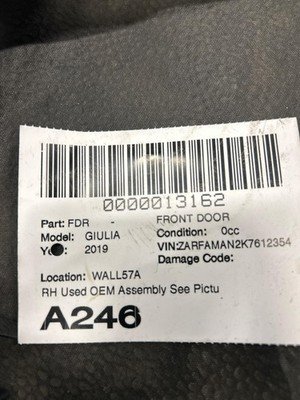 0000013162
Part: FDR - FRONT DOOR
Model: GIULIA Condition: 0cc
2019 VIN:ZARFAMAN2K7612354
Damage Code:
Location: WALL57A
RH Used OEM Assembly See Pictu
A246